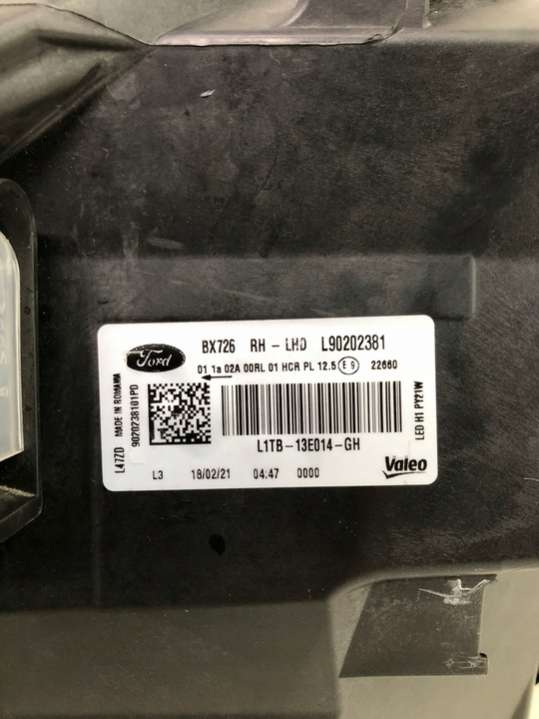 Ford
BX726 RH - LHD L90202381
01 1a 02A 00RL 01 HCR PL 12.5 E9 22660
L1TB-13E014-GH
L3 18/02/21 04:47 0000
Valeo
L47ZD MADE IN ROMANIA
9020238101PD
LED H1 PY21W